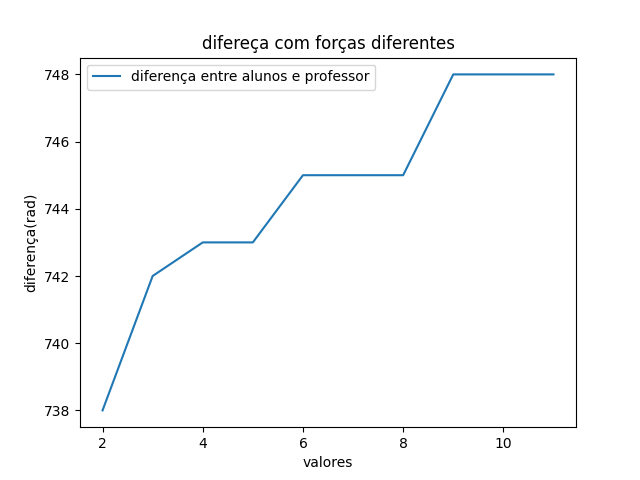 difereça com forças diferentes
diferença entre alunos e professor
748
746
744
742
740
738
diferença(rad)
2 4 6 8 10
valores